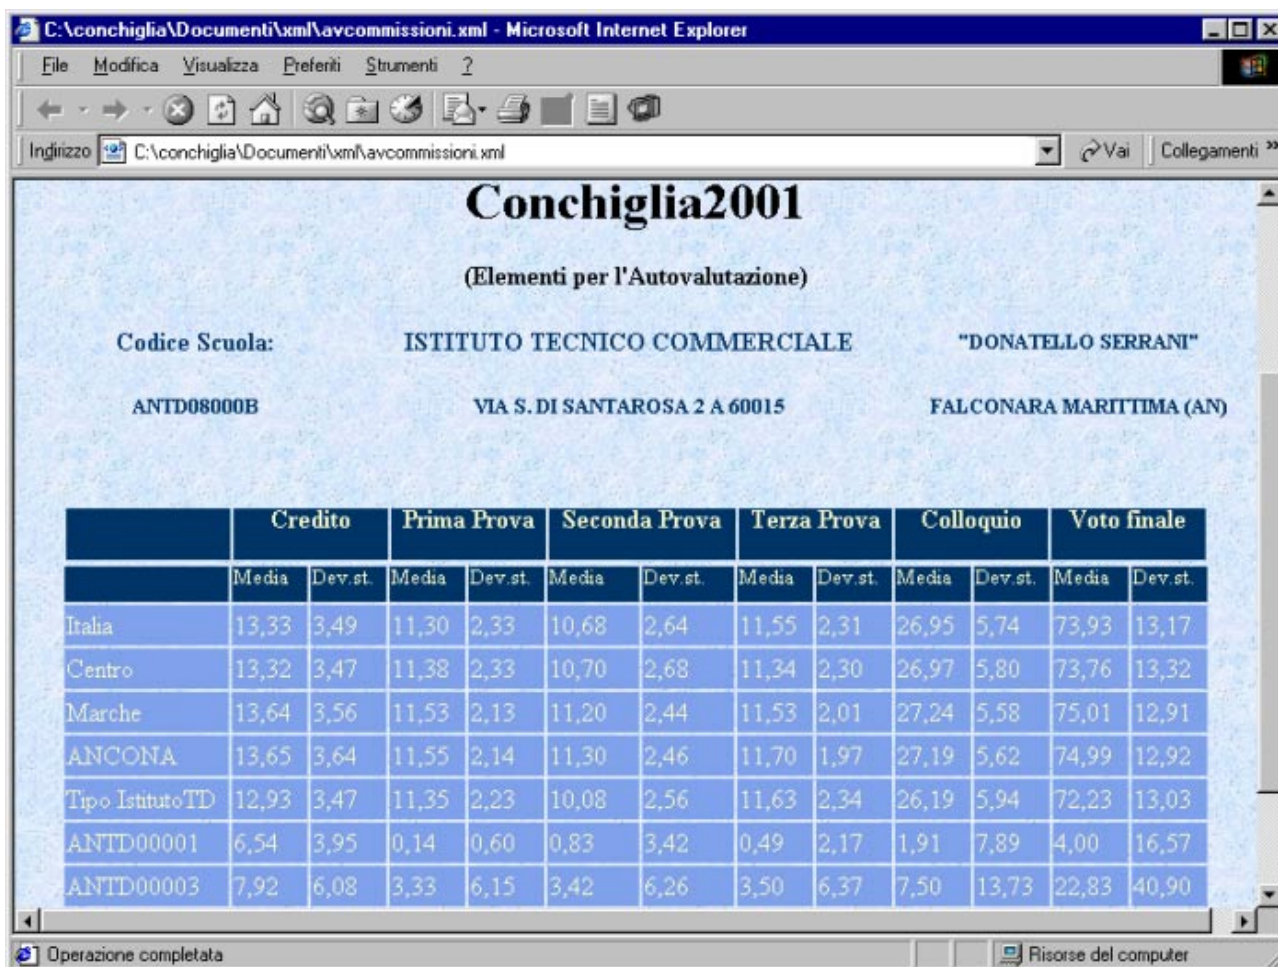 C:\conchiglia\Documenti\xml\avcommissioni.xml - Microsoft Internet Explorer
File Modifica Visualizza Preferiti Strumenti ?
Indirizzo C:\conchiglia\Documenti\xml\avcommissioni.xml Vai Collegamenti »
Conchiglia2001
(Elementi per l'Autovalutazione)
Codice Scuola: ISTITUTO TECNICO COMMERCIALE "DONATELLO SERRANI"
ANTD08000B VIA S. DI SANTAROSA 2 A 60015 FALCONARA MARITTIMA (AN)
Credito Prima Prova Seconda Prova Terza Prova Colloquio Voto finale
Media Dev.st. Media Dev.st. Media Dev.st. Media Dev.st. Media Dev.st. Media Dev.st.
Italia 13,33 3,49 11,30 2,33 10,68 2,64 11,55 2,31 26,95 5,74 73,93 13,17
Centro 13,32 3,47 11,38 2,33 10,70 2,68 11,34 2,30 26,97 5,80 73,76 13,32
Marche 13,64 3,56 11,53 2,13 11,20 2,44 11,53 2,01 27,24 5,58 75,01 12,91
ANCONA 13,65 3,64 11,55 2,14 11,30 2,46 11,70 1,97 27,19 5,62 74,99 12,92
Tipo IstitutoTD 12,93 3,47 11,35 2,23 10,08 2,56 11,63 2,34 26,19 5,94 72,23 13,03
ANTD00001 6,54 3,95 0,14 0,60 0,83 3,42 0,49 2,17 1,91 7,89 4,00 16,57
ANTD00003 7,92 6,08 3,33 6,15 3,42 6,26 3,50 6,37 7,50 13,73 22,83 40,90
Operazione completata Risorse del computer